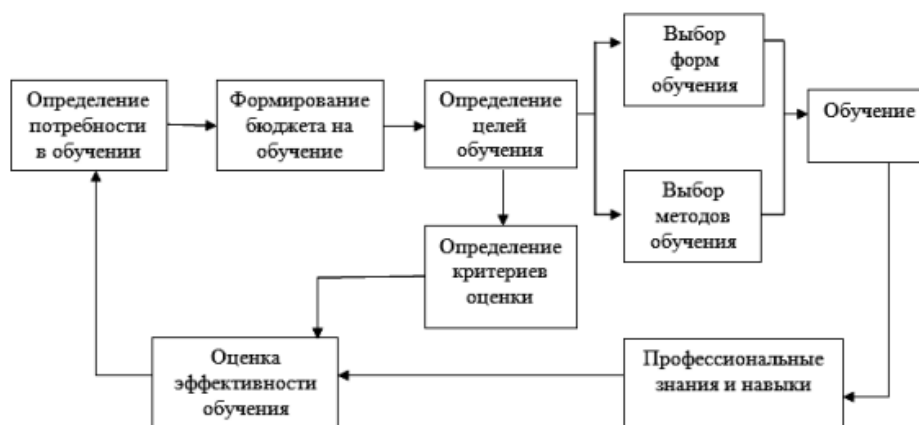 Определение
потребности
в обучении
Формирование
бюджета на
обучение
Определение
целей
обучения
Выбор
форм
обучения
Выбор
методов
обучения
Обучение
Определение
критериев
оценки
Оценка
эффективности
обучения
Профессиональные
знания и навыки